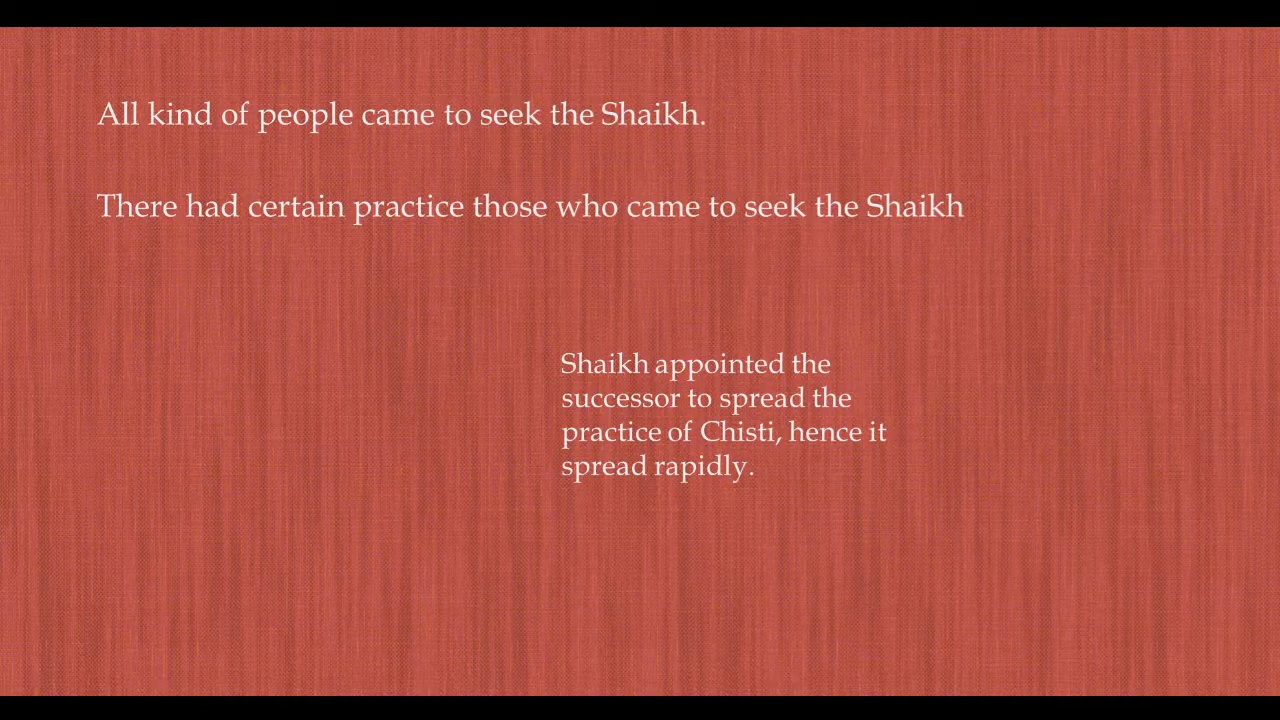 All kind of people came to seek the Shaikh.
There had certain practice those who came to seek the Shaikh
Shaikh appointed the
successor to spread the
practice of Chisti, hence it
spread rapidly.